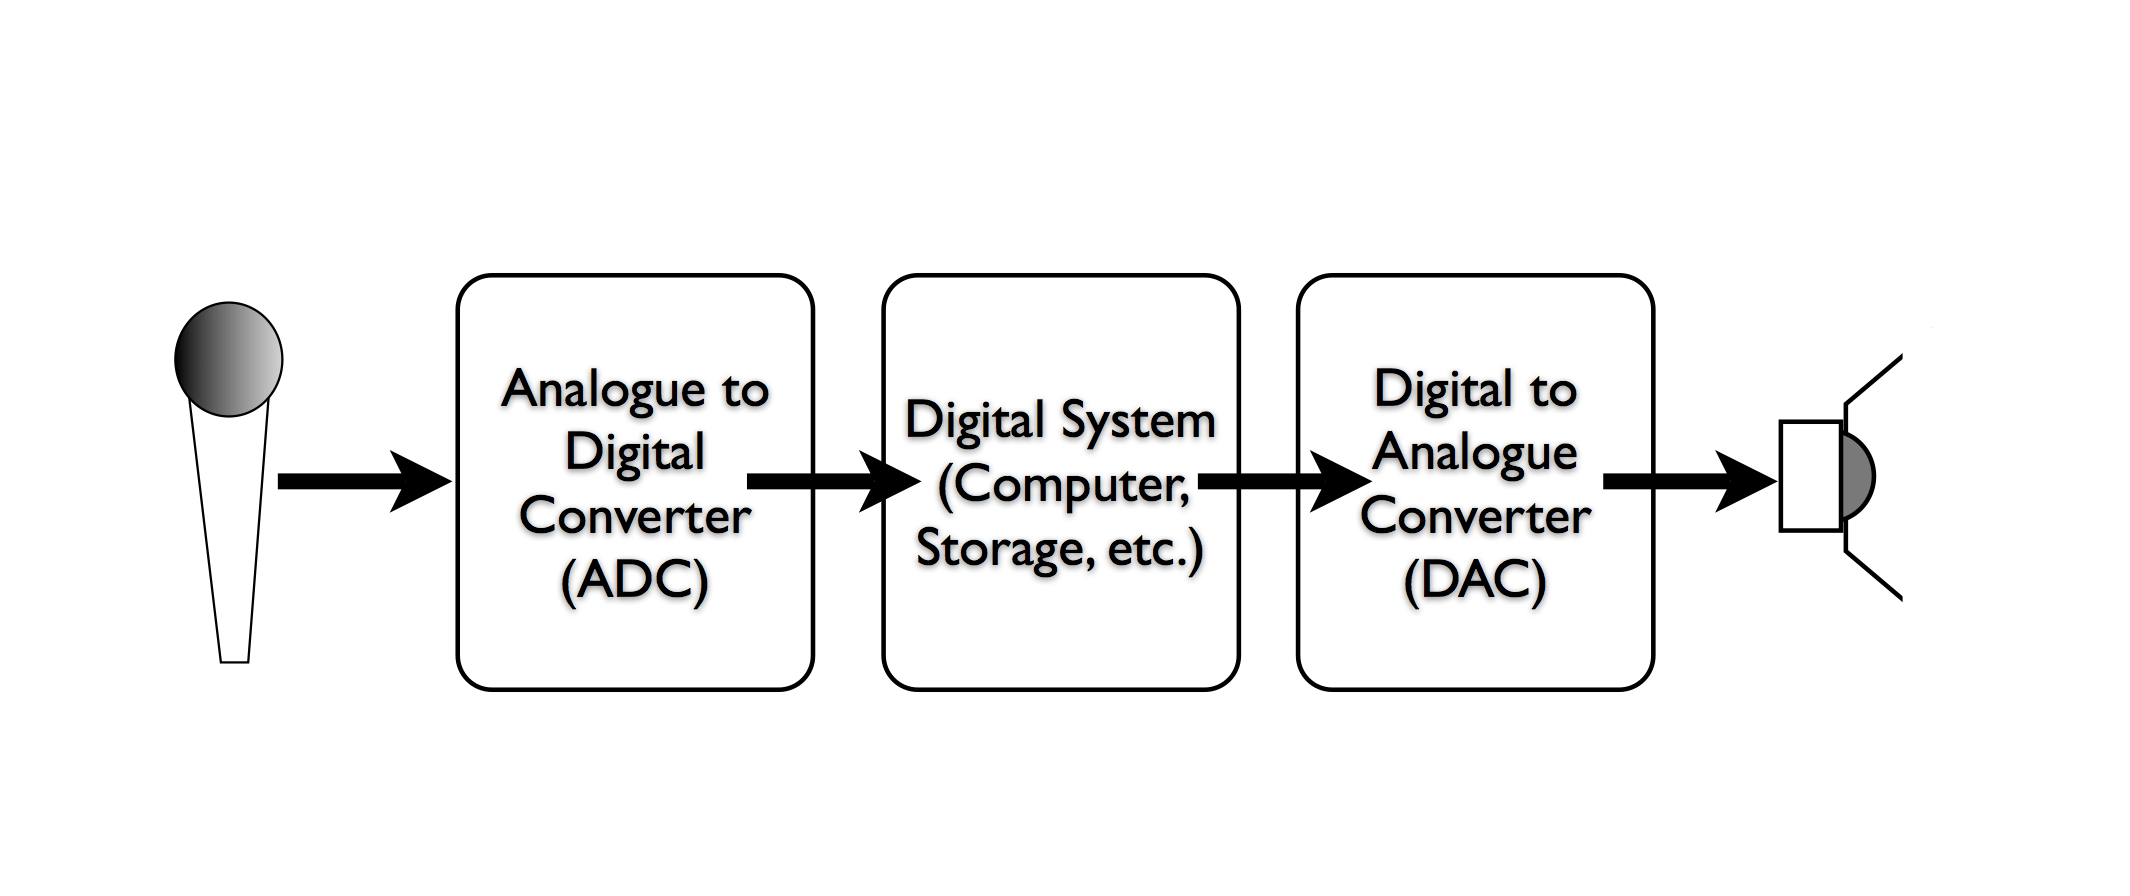 Analogue to
Digital
Converter
(ADC)
Digital System
(Computer,
Storage, etc.)
Digital to
Analogue
Converter
(DAC)